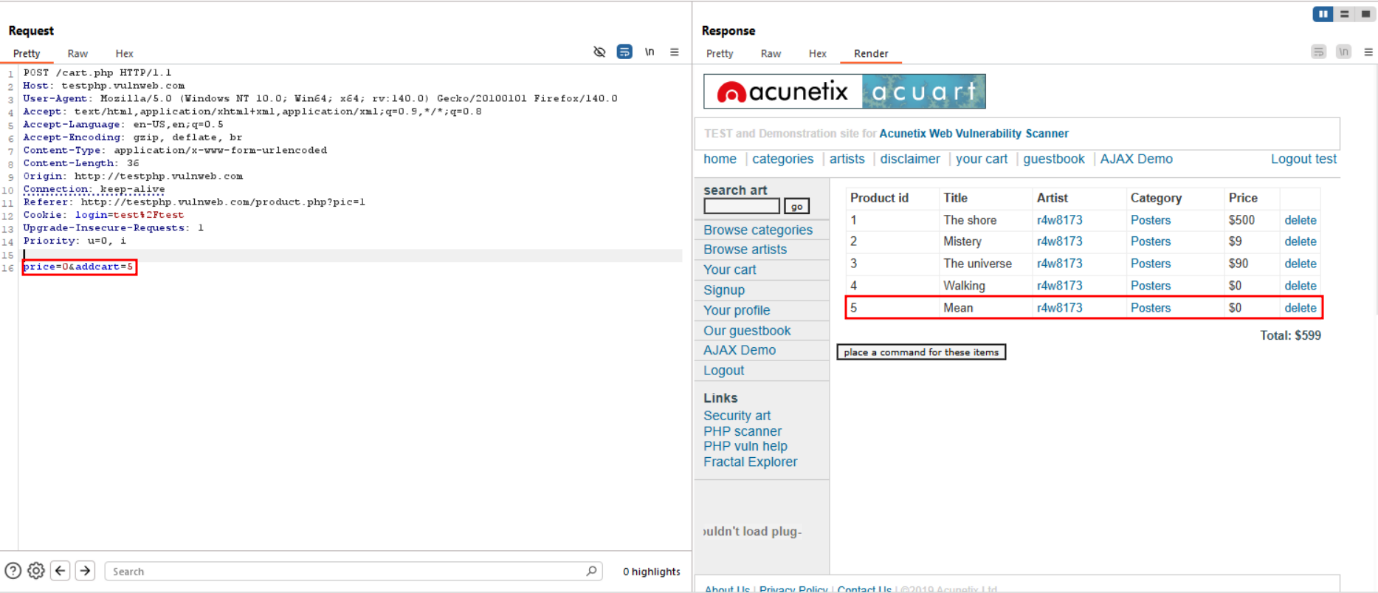 Request
Pretty Raw Hex
\n
1 POST /cart.php HTTP/1.1
2 Host: testphp.vulnweb.com
3 User-Agent: Mozilla/5.0 (Windows NT 10.0; Win64; x64; rv:140.0) Gecko/20100101 Firefox/140.0
4 Accept: text/html,application/xhtml+xml,application/xml;q=0.9,*/*;q=0.8
5 Accept-Language: en-US,en;q=0.5
6 Accept-Encoding: gzip, deflate, br
7 Content-Type: application/x-www-form-urlencoded
8 Content-Length: 36
9 Origin: http://testphp.vulnweb.com
10 Connection: keep-alive
11 Referer: http://testphp.vulnweb.com/product.php?pic=1
12 Cookie: login=test%2Ftest
13 Upgrade-Insecure-Requests: 1
14 Priority: u=0, i
15
16 price=0&addcart=5
Search
0 highlights
Response
Pretty Raw Hex Render
\n
acunetix acuart
TEST and Demonstration site for Acunetix Web Vulnerability Scanner
home | categories | artists | disclaimer | your cart | guestbook | AJAX Demo
Logout test
search art
go
Browse categories
Browse artists
Your cart
Signup
Your profile
Our guestbook
AJAX Demo
Logout
Links
Security art
PHP scanner
PHP vuln help
Fractal Explorer
ouldn't load plug-
Product id Title Artist Category Price
1 The shore r4w8173 Posters $500 delete
2 Mistery r4w8173 Posters $9 delete
3 The universe r4w8173 Posters $90 delete
4 Walking r4w8173 Posters $0 delete
5 Mean r4w8173 Posters $0 delete
Total: $599
place a command for these items
About Us | Privacy Policy | Contact Us | ©2019 Acunetix Ltd